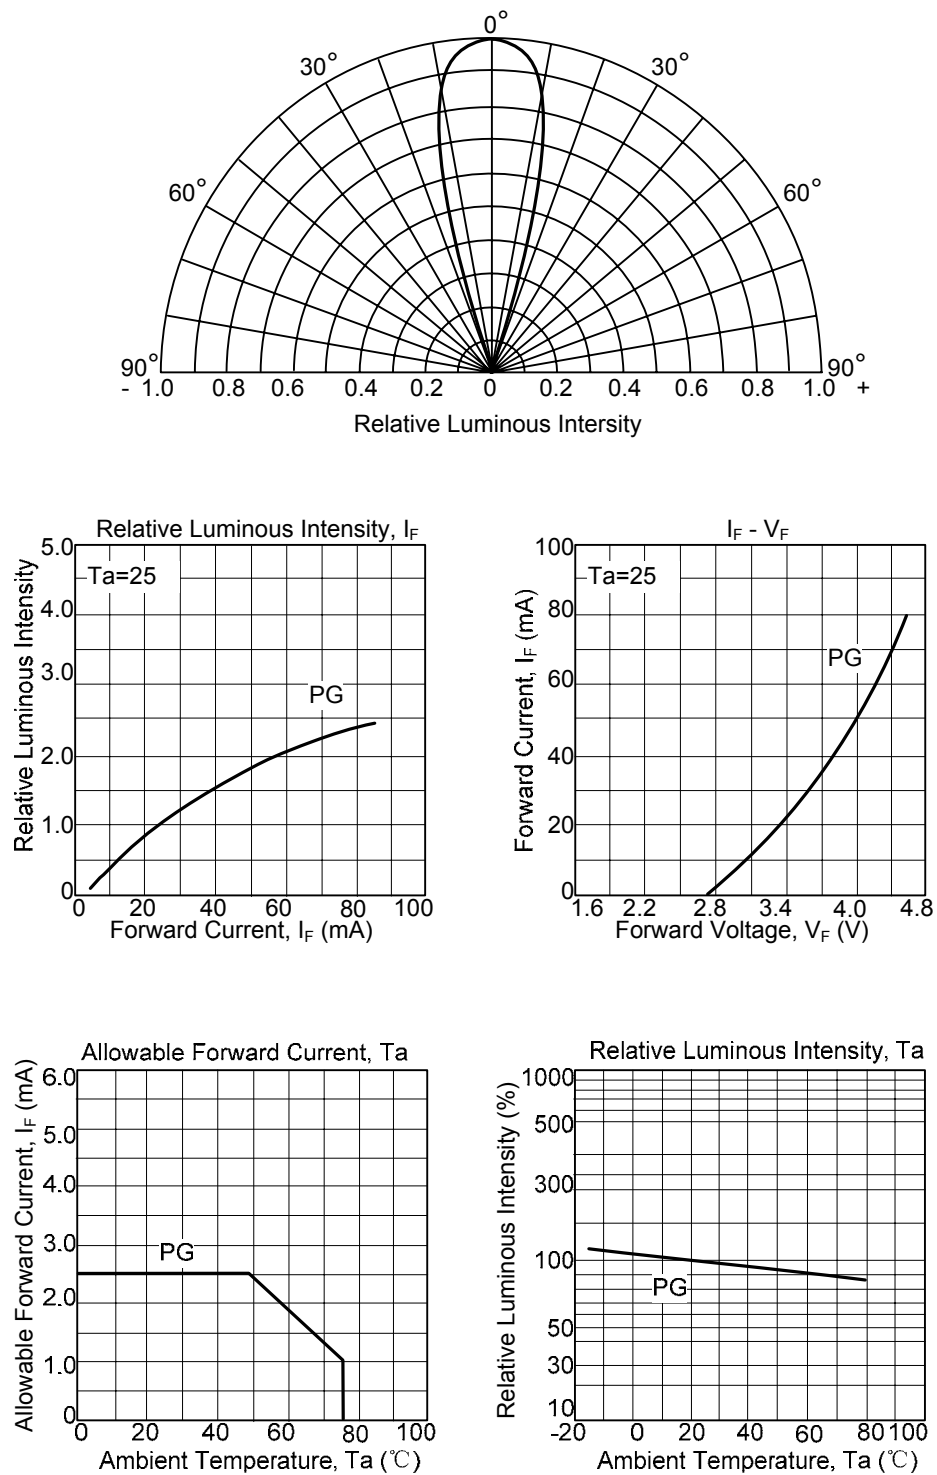 0°
30° 30°
60° 60°
90° 90°
- 1.0 0.8 0.6 0.4 0.2 0 0.2 0.4 0.6 0.8 1.0 +
Relative Luminous Intersity
Relative Luminous Intensity, IF
5.0
4.0
3.0
2.0
1.0
0
Relative Luminous Intensity
Ta=25
PG
0 20 40 60 80 100
Forward Current, IF (mA)
IF - VF
100
80
60
40
20
0
Forward Current, IF (mA)
Ta=25
PG
1.6 2.2 2.8 3.4 4.0 4.8
Forward Voltage, VF (V)
Allowable Forward Current, Ta
6.0
5.0
4.0
3.0
2.0
1.0
0
Allowable Forward Current, IF (mA)
PG
0 20 40 60 80 100
Ambient Temperature, Ta (℃)
Relative Luminous Intensity, Ta
1000
500
300
100
50
30
10
Relative Luminous Intensity (%)
PG
-20 0 20 40 60 80 100
Ambient Temperature, Ta (℃)